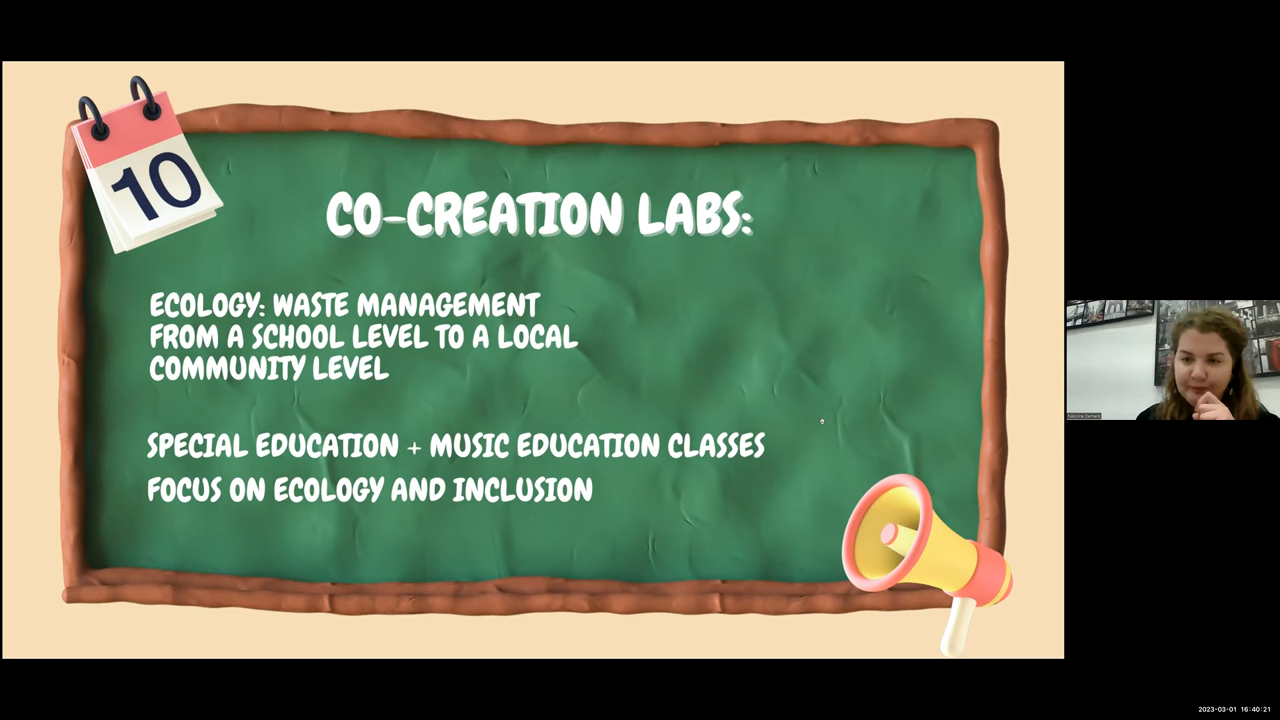 10
CO-CREATION LABS:
ECOLOGY: WASTE MANAGEMENT
FROM A SCHOOL LEVEL TO A LOCAL
COMMUNITY LEVEL
SPECIAL EDUCATION + MUSIC EDUCATION CLASSES
FOCUS ON ECOLOGY AND INCLUSION
2023-03-01 16:40:21